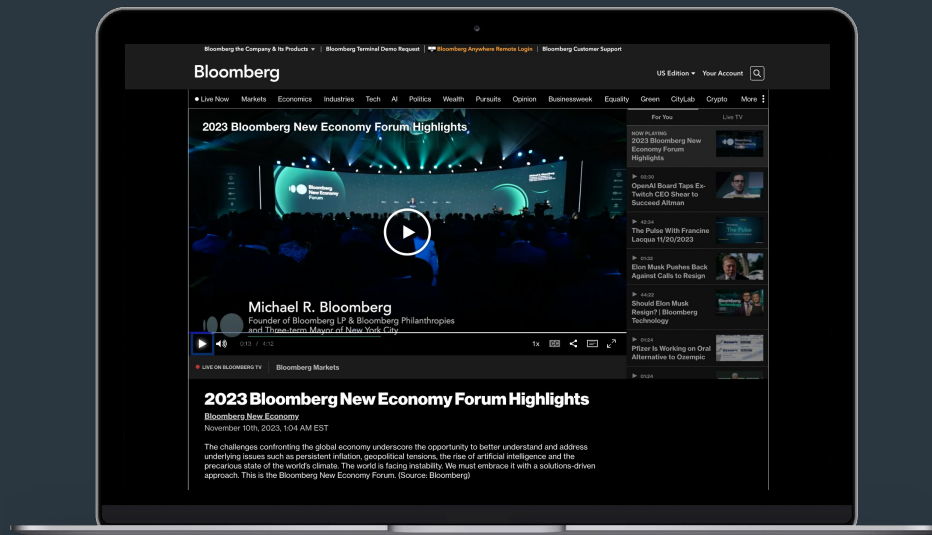 Bloomberg the Company & Its Products
Bloomberg Terminal Demo Request
Bloomberg Anywhere Remote Login
Bloomberg Customer Support
Bloomberg
US Edition
Your Account
Live Now
Markets
Economics
Industries
Tech
AI
Politics
Wealth
Pursuits
Opinion
Businessweek
Equality
Green
CityLab
Crypto
More
2023 Bloomberg New Economy Forum Highlights
Bloomberg
New Economy
Forum
Michael R. Bloomberg
Founder of Bloomberg LP & Bloomberg Philanthropies
and Three-term Mayor of New York City
0:13 / 4:12
1x
LIVE ON BLOOMBERG TV
Bloomberg Markets
For You
Live TV
NOW PLAYING
2023 Bloomberg New
Economy Forum
Highlights
02:30
OpenAI Board Taps Ex-
Twitch CEO Shear to
Succeed Altman
42:24
The Pulse With Francine
Lacqua 11/20/2023
The Pulse
01:32
Elon Musk Pushes Back
Against Calls to Resign
44:22
Should Elon Musk
Resign? | Bloomberg
Technology
01:24
Pfizer Is Working on Oral
Alternative to Ozempic
01:24
2023 Bloomberg New Economy Forum Highlights
Bloomberg New Economy
November 10th, 2023, 1:04 AM EST
The challenges confronting the global economy underscore the opportunity to better understand and address
underlying issues such as persistent inflation, geopolitical tensions, the rise of artificial intelligence and the
precarious state of the world's climate. The world is facing instability. We must embrace it with a solutions-driven
approach. This is the Bloomberg New Economy Forum. (Source: Bloomberg)